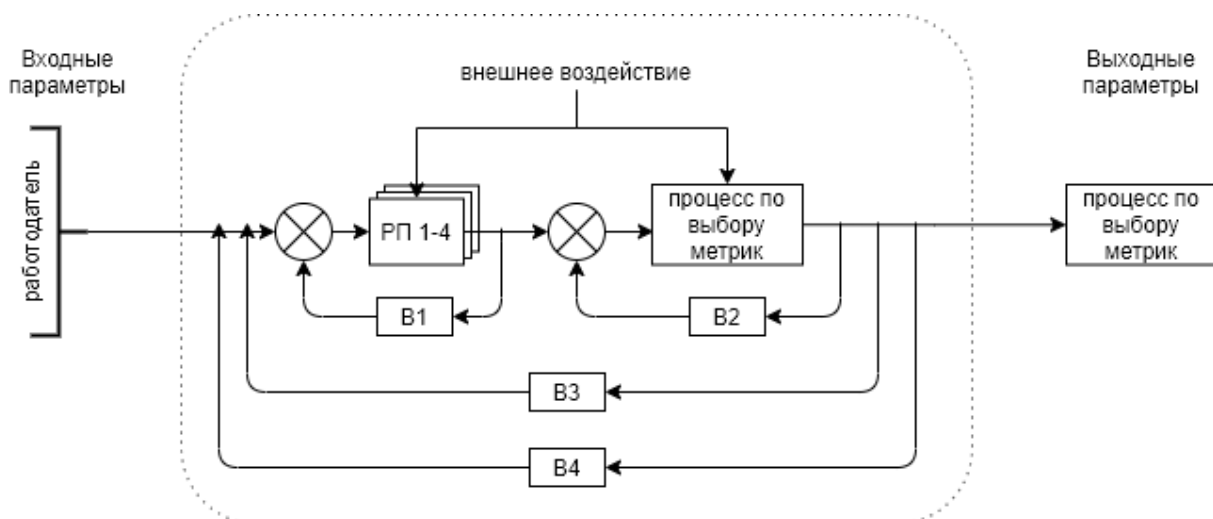 Входные
параметры
внешнее воздействие
Выходные
параметры
работодатель
РП 1-4
процесс по
выбору
метрик
процесс по
выбору
метрик
В1
В2
В3
В4